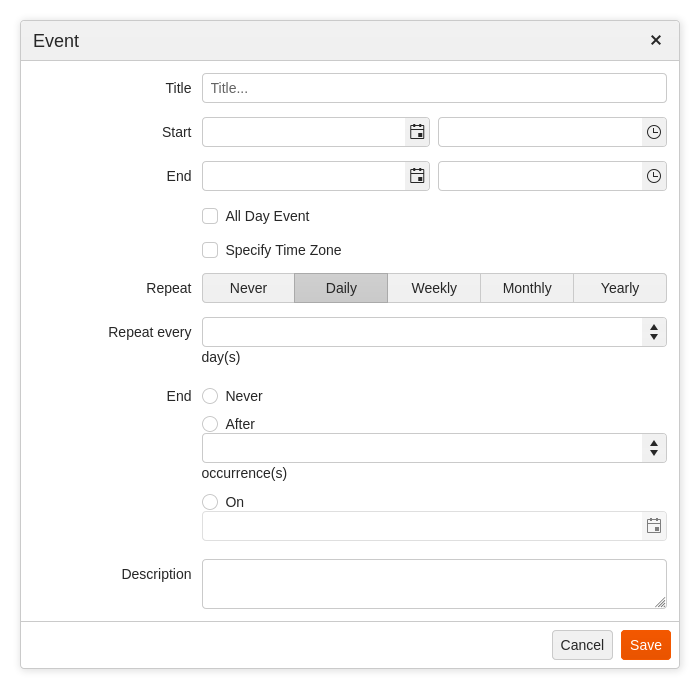 Event
Title Title...
Start
End
All Day Event
Specify Time Zone
Repeat Never Daily Weekly Monthly Yearly
Repeat every
day(s)
End Never
After
occurrence(s)
On
Description
Cancel Save